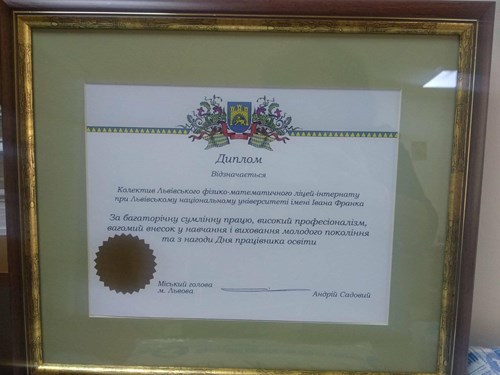 Диплом
Відзначається
Колектив Львівського фізико-математичного ліцею-інтернату
при Львівському національному університеті імені Івана Франка
За багаторічну сумлінну працю, високий професіоналізм,
вагомий внесок у навчання і виховання молодого покоління
та з нагоди Дня працівника освіти
Міський голова
м. Львова
Андрій Садовий